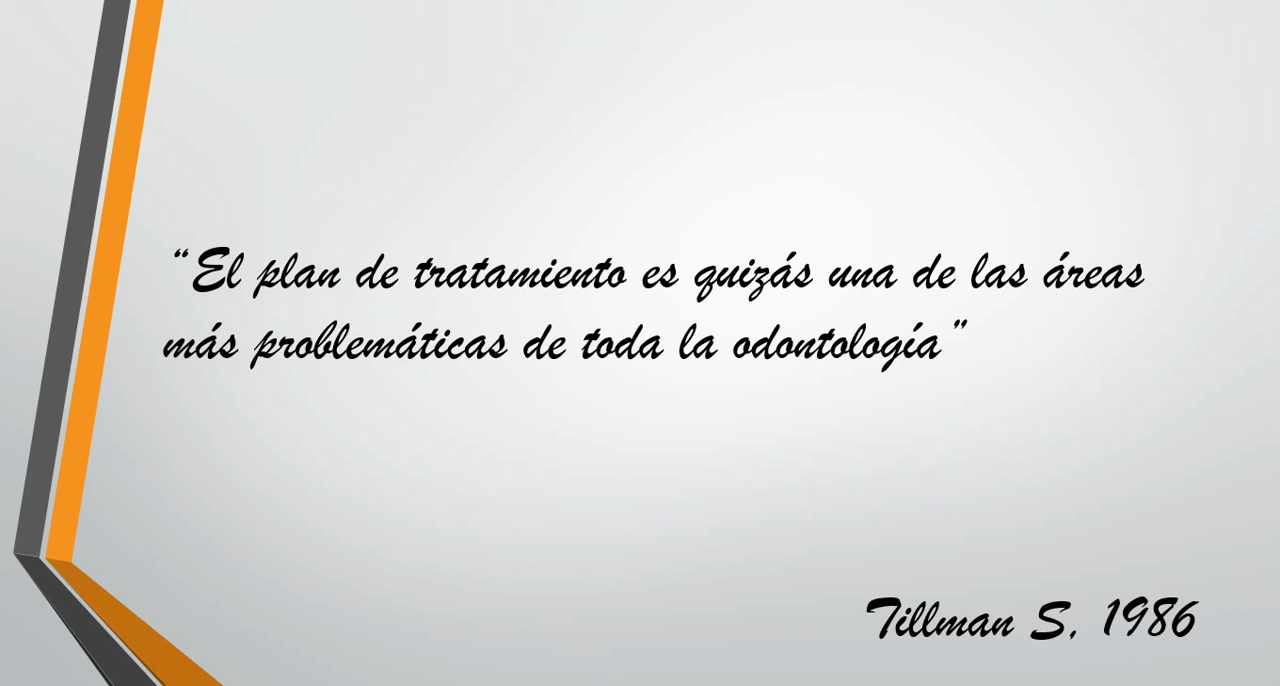 “El plan de tratamiento es quizás una de las áreas
más problemáticas de toda la odontología”
Tillman S, 1986